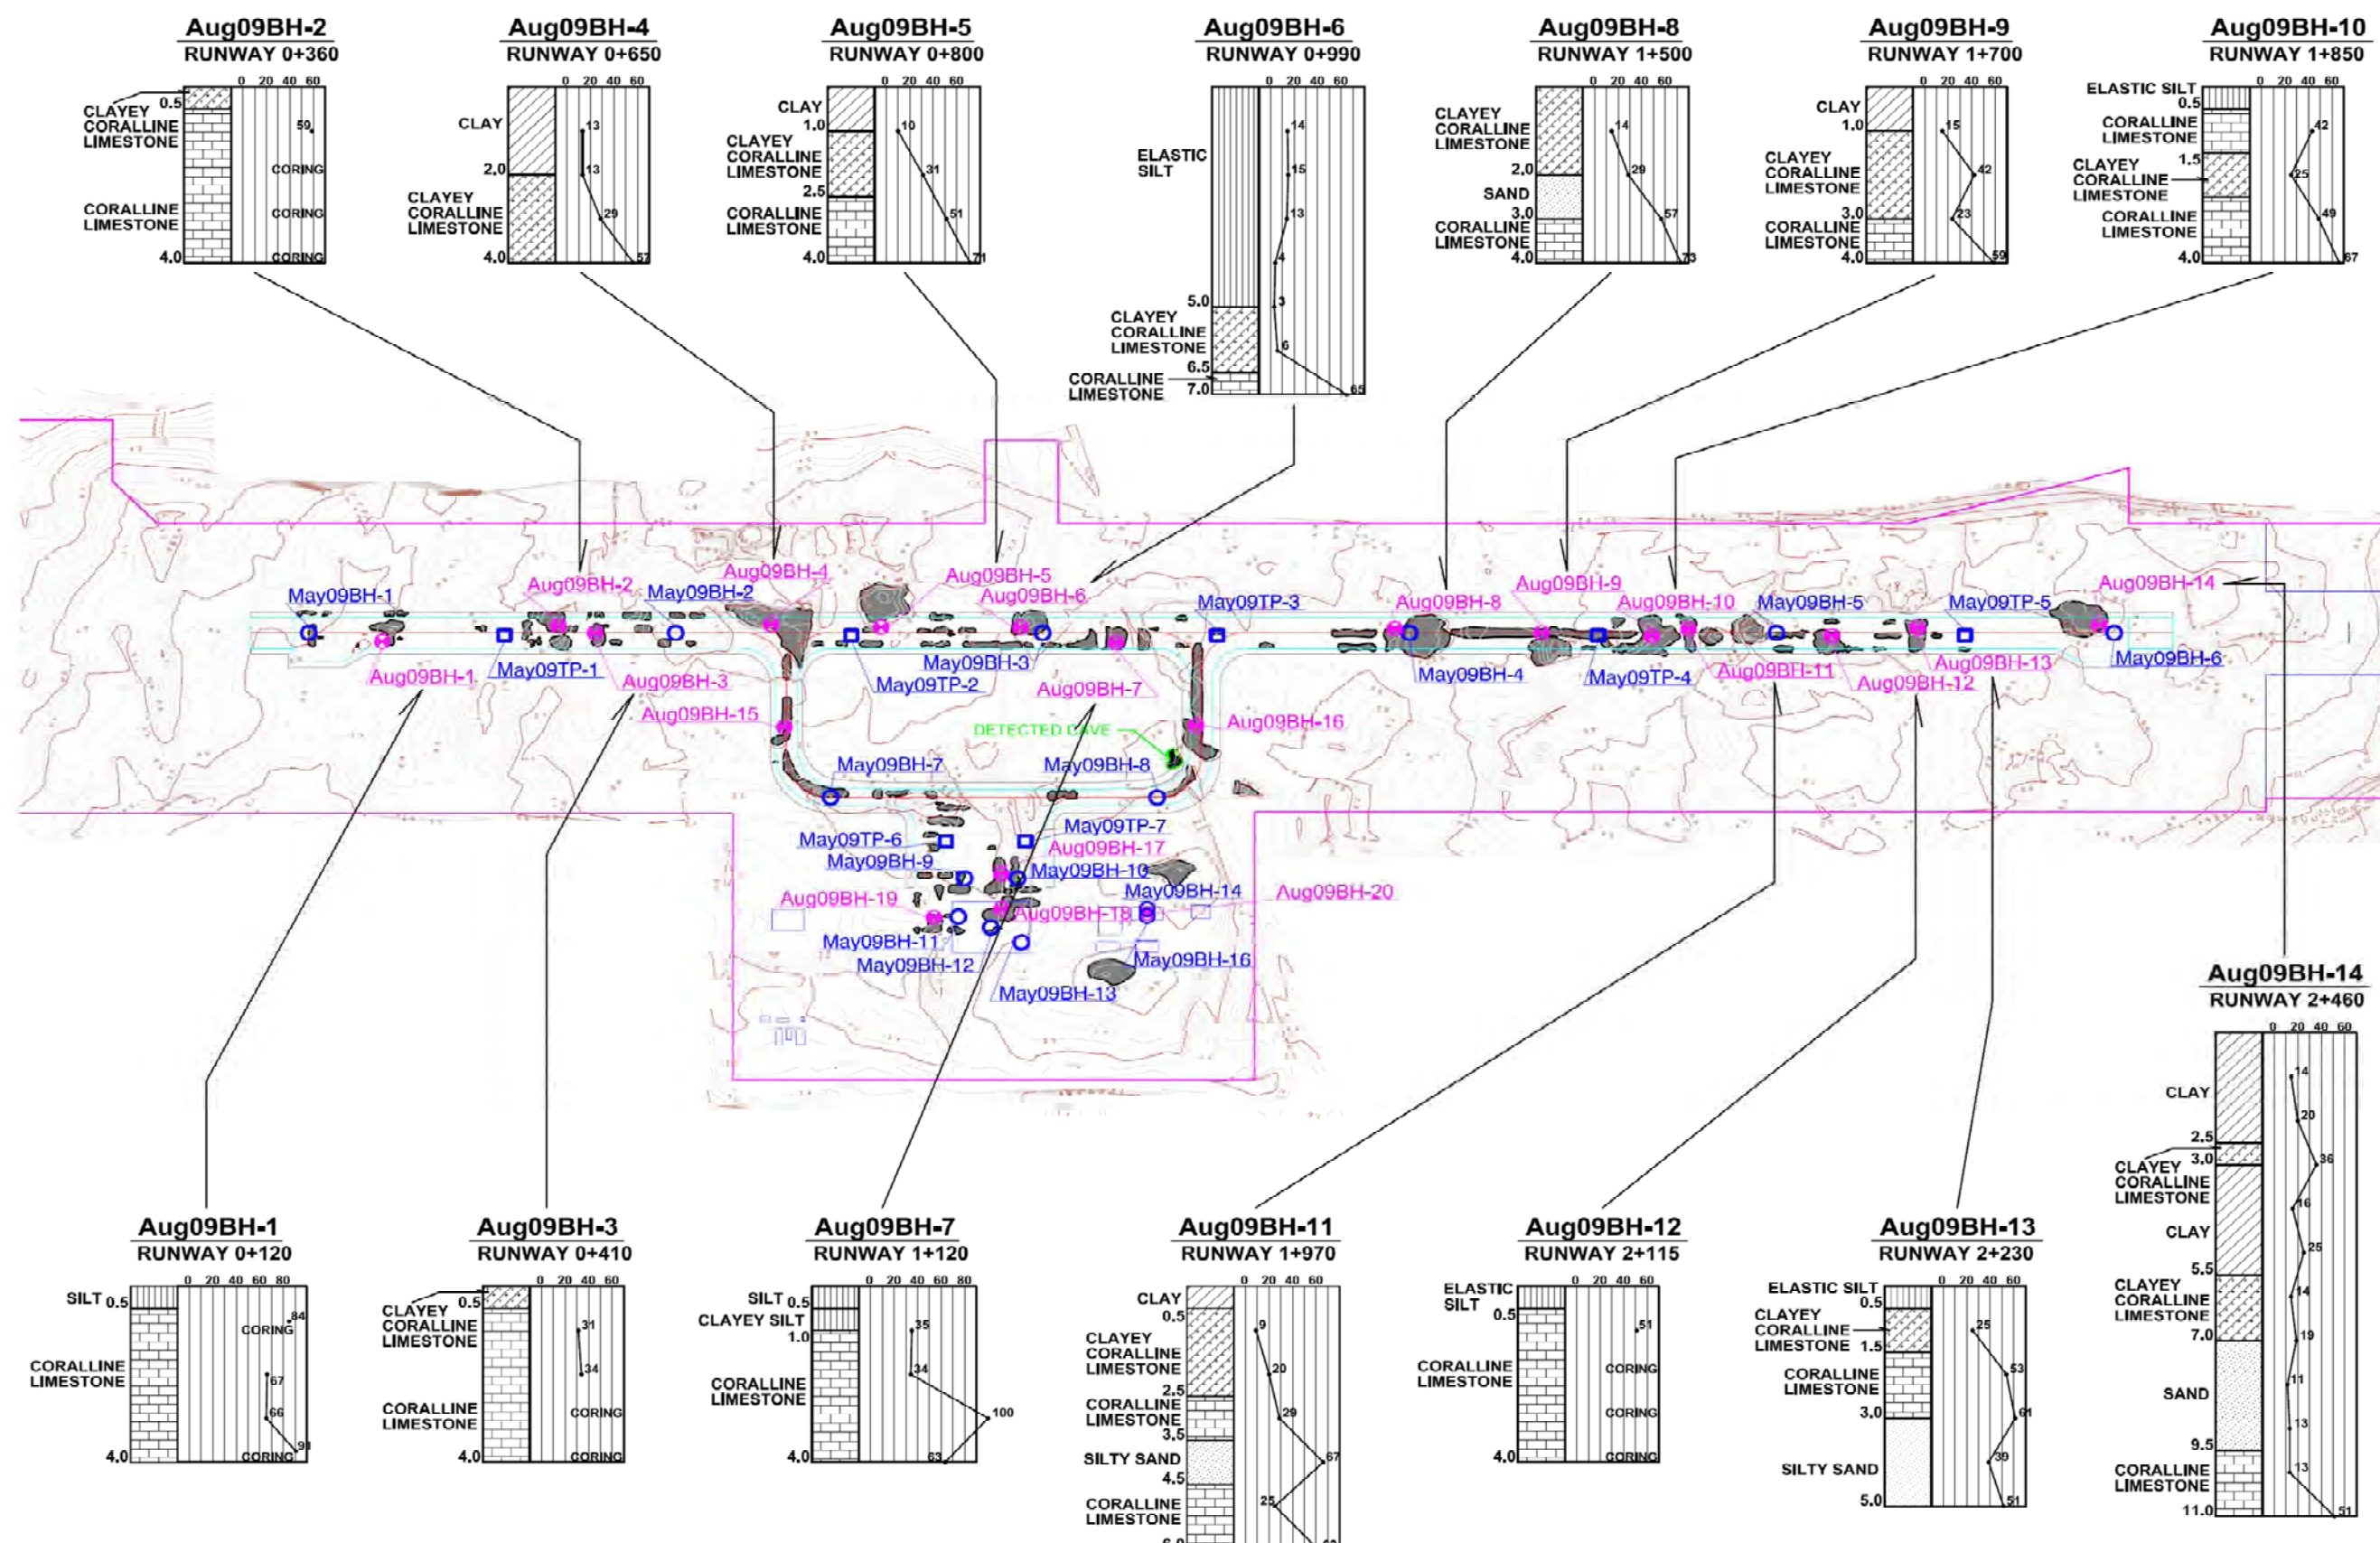 Aug09BH-2
RUNWAY 0+360
0 20 40 60
0.5
CLAYEY
CORALLINE
LIMESTONE
59
CORING
CORALLINE
LIMESTONE
CORING
4.0
CORING
Aug09BH-4
RUNWAY 0+650
0 20 40 60
CLAY
13
2.0
13
CLAYEY
CORALLINE
LIMESTONE
29
4.0
57
Aug09BH-5
RUNWAY 0+800
0 20 40 60
CLAY
1.0
10
CLAYEY
CORALLINE
LIMESTONE
31
2.5
CORALLINE
LIMESTONE
51
4.0
71
Aug09BH-6
RUNWAY 0+990
0 20 40 60
14
ELASTIC
SILT
15
13
4
5.0
3
CLAYEY
CORALLINE
LIMESTONE
6
6.5
CORALLINE
LIMESTONE
7.0
65
Aug09BH-8
RUNWAY 1+500
0 20 40 60
CLAYEY
CORALLINE
LIMESTONE
14
2.0
29
SAND
3.0
57
CORALLINE
LIMESTONE
4.0
73
Aug09BH-9
RUNWAY 1+700
0 20 40 60
CLAY
1.0
15
CLAYEY
CORALLINE
LIMESTONE
42
3.0
23
CORALLINE
LIMESTONE
4.0
59
Aug09BH-10
RUNWAY 1+850
0 20 40 60
ELASTIC SILT
0.5
CORALLINE
LIMESTONE
42
1.5
CLAYEY
CORALLINE
LIMESTONE
25
CORALLINE
LIMESTONE
49
4.0
67
May09BH-1
Aug09BH-2
May09BH-2
Aug09BH-4
Aug09BH-5
Aug09BH-6
May09TP-3
Aug09BH-8
Aug09BH-9
Aug09BH-10
May09BH-5
May09TP-5
Aug09BH-14
Aug09BH-1
May09TP-1
Aug09BH-3
May09TP-2
May09BH-3
Aug09BH-7
May09BH-4
May09TP-4
Aug09BH-11
Aug09BH-12
Aug09BH-13
May09BH-6
Aug09BH-15
DETECTED CAVE
Aug09BH-16
May09BH-7
May09BH-8
May09TP-6
May09TP-7
Aug09BH-17
May09BH-9
May09BH-10
May09BH-14
Aug09BH-20
Aug09BH-19
Aug09BH-18
May09BH-11
May09BH-12
May09BH-16
May09BH-13
Aug09BH-14
RUNWAY 2+460
0 20 40 60
14
CLAY
20
2.5
3.0
36
CLAYEY
CORALLINE
LIMESTONE
16
CLAY
25
5.5
CLAYEY
CORALLINE
LIMESTONE
14
7.0
19
SAND
11
13
9.5
CORALLINE
LIMESTONE
13
11.0
51
Aug09BH-1
RUNWAY 0+120
0 20 40 60 80
SILT 0.5
84
CORING
CORALLINE
LIMESTONE
67
66
91
4.0
CORING
Aug09BH-3
RUNWAY 0+410
0 20 40 60
0.5
CLAYEY
CORALLINE
LIMESTONE
31
34
CORALLINE
LIMESTONE
CORING
4.0
CORING
Aug09BH-7
RUNWAY 1+120
0 20 40 60 80
SILT 0.5
CLAYEY SILT
1.0
35
34
CORALLINE
LIMESTONE
100
4.0
63
Aug09BH-11
RUNWAY 1+970
0 20 40 60
CLAY
0.5
9
CLAYEY
CORALLINE
LIMESTONE
20
2.5
CORALLINE
LIMESTONE
29
3.5
SILTY SAND
67
4.5
CORALLINE
LIMESTONE
25
Aug09BH-12
RUNWAY 2+115
0 20 40 60
ELASTIC
SILT
0.5
51
CORALLINE
LIMESTONE
CORING
CORING
4.0
CORING
Aug09BH-13
RUNWAY 2+230
0 20 40 60
ELASTIC SILT
0.5
CLAYEY
CORALLINE
LIMESTONE
25
1.5
CORALLINE
LIMESTONE
53
3.0
61
SILTY SAND
39
5.0
51